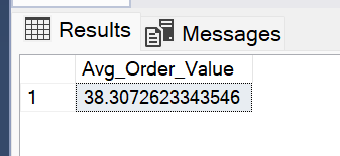 Results Messages
Avg_Order_Value
1 38.3072623343546